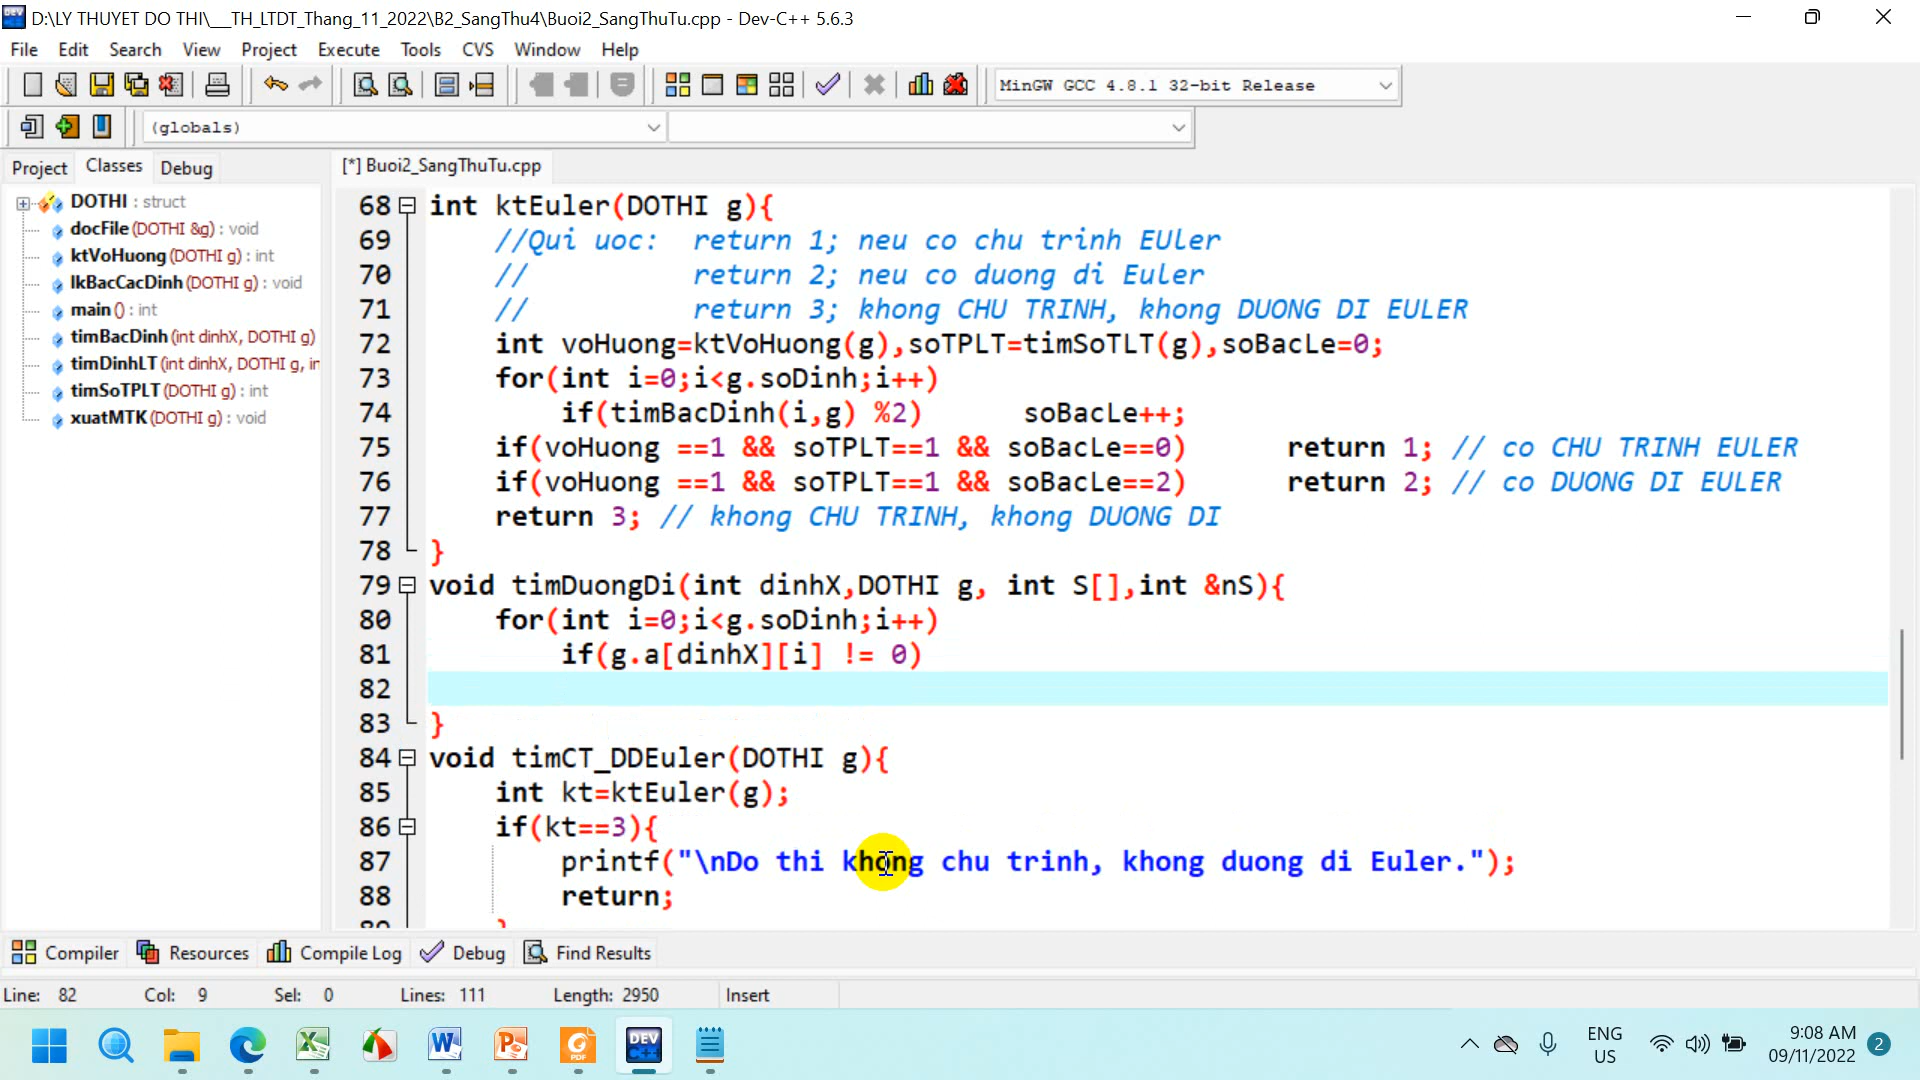 D:\LY THUYET DO THI\__TH_LTDT_Thang_11_2022\B2_SangThu4\Buoi2_SangThuTu.cpp - Dev-C++ 5.6.3
File Edit Search View Project Execute Tools CVS Window Help
MinGW GCC 4.8.1 32-bit Release
(globals)
Project Classes Debug
[*] Buoi2_SangThuTu.cpp
DOTHI : struct
docFile (DOTHI &g) : void
ktVoHuong (DOTHI g) : int
lkBacCacDinh (DOTHI g) : void
main () : int
timBacDinh (int dinhX, DOTHI g)
timDinhLT (int dinhX, DOTHI g, in
timSoTPLT (DOTHI g) : int
xuatMTK (DOTHI g) : void
68 int ktEuler(DOTHI g){
69 //Qui uoc: return 1; neu co chu trinh EUler
70 // return 2; neu co duong di Euler
71 // return 3; khong CHU TRINH, khong DUONG DI EULER
72 int voHuong=ktVoHuong(g),soTPLT=timSoTLT(g),soBacLe=0;
73 for(int i=0;i<g.soDinh;i++)
74 if(timBacDinh(i,g) %2) soBacLe++;
75 if(voHuong ==1 && soTPLT==1 && soBacLe==0) return 1; // co CHU TRINH EULER
76 if(voHuong ==1 && soTPLT==1 && soBacLe==2) return 2; // co DUONG DI EULER
77 return 3; // khong CHU TRINH, khong DUONG DI
78 }
79 void timDuongDi(int dinhX,DOTHI g, int S[],int &nS){
80 for(int i=0;i<g.soDinh;i++)
81 if(g.a[dinhX][i] != 0)
82
83 }
84 void timCT_DDEuler(DOTHI g){
85 int kt=ktEuler(g);
86 if(kt==3){
87 printf("\nDo thi khong chu trinh, khong duong di Euler.");
88 return;
89 }
Compiler Resources Compile Log Debug Find Results
Line: 82 Col: 9 Sel: 0 Lines: 111 Length: 2950 Insert
DEV C++
ENG
US
9:08 AM
09/11/2022
2